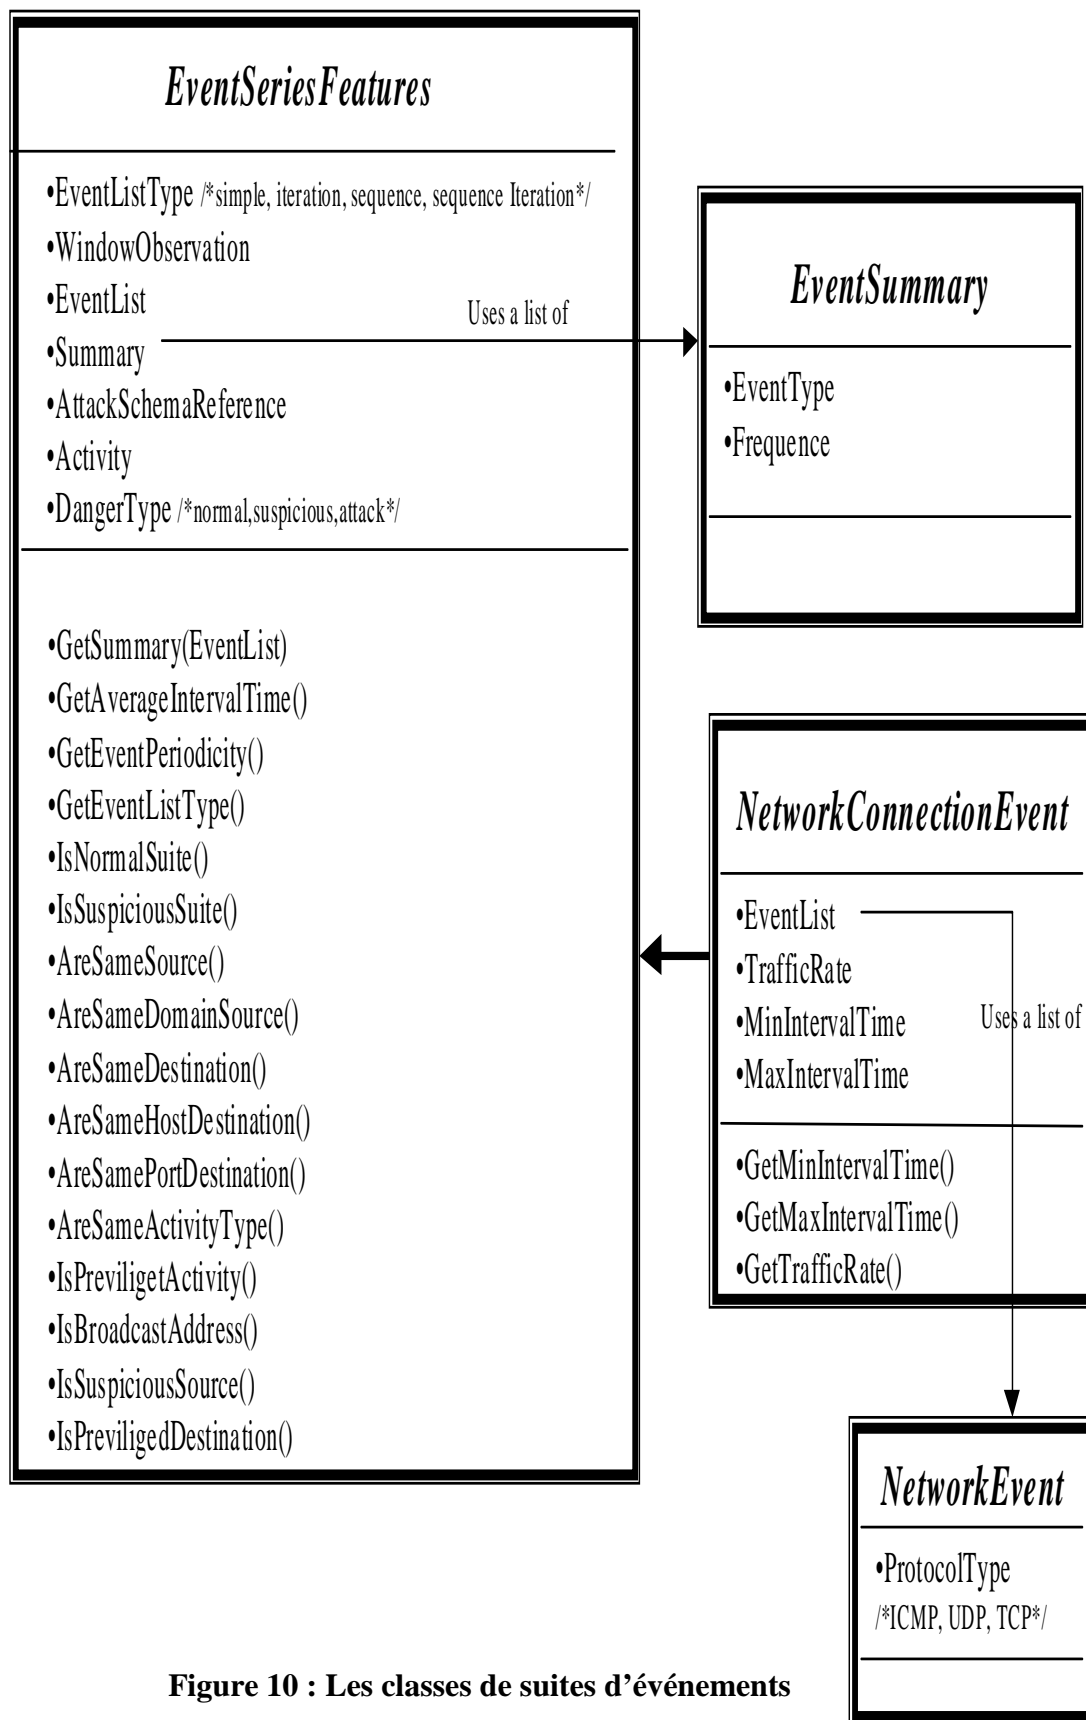 EventSeriesFeatures
•EventListType /*simple, iteration, sequence, sequence Iteration*/
•WindowObservation
•EventList
•Summary
•AttackSchemaReference
•Activity
•DangerType /*normal,suspicious,attack*/
•GetSummary(EventList)
•GetAverageIntervalTime()
•GetEventPeriodicity()
•GetEventListType()
•IsNormalSuite()
•IsSuspiciousSuite()
•AreSameSource()
•AreSameDomainSource()
•AreSameDestination()
•AreSameHostDestination()
•AreSamePortDestination()
•AreSameActivityType()
•IsPreviligetActivity()
•IsBroadcastAddress()
•IsSuspiciousSource()
•IsPreviligedDestination()
Uses a list of
EventSummary
•EventType
•Frequence
NetworkConnectionEvent
•EventList
•TrafficRate
•MinIntervalTime
•MaxIntervalTime
Uses a list of
•GetMinIntervalTime()
•GetMaxIntervalTime()
•GetTrafficRate()
NetworkEvent
•ProtocolType
/*ICMP, UDP, TCP*/
Figure 10 : Les classes de suites d'événements